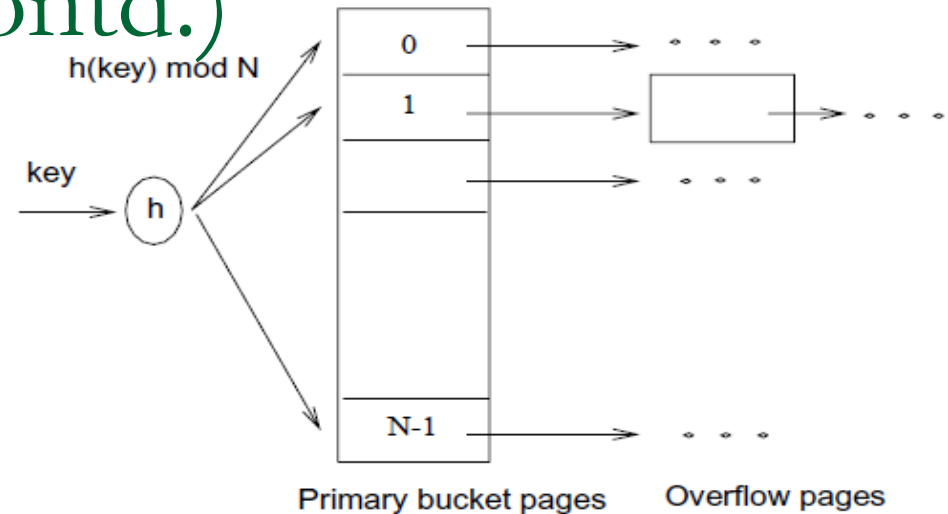 ontd.)
h(key) mod N
0
1
key
h
N-1
Primary bucket pages
Overflow pages